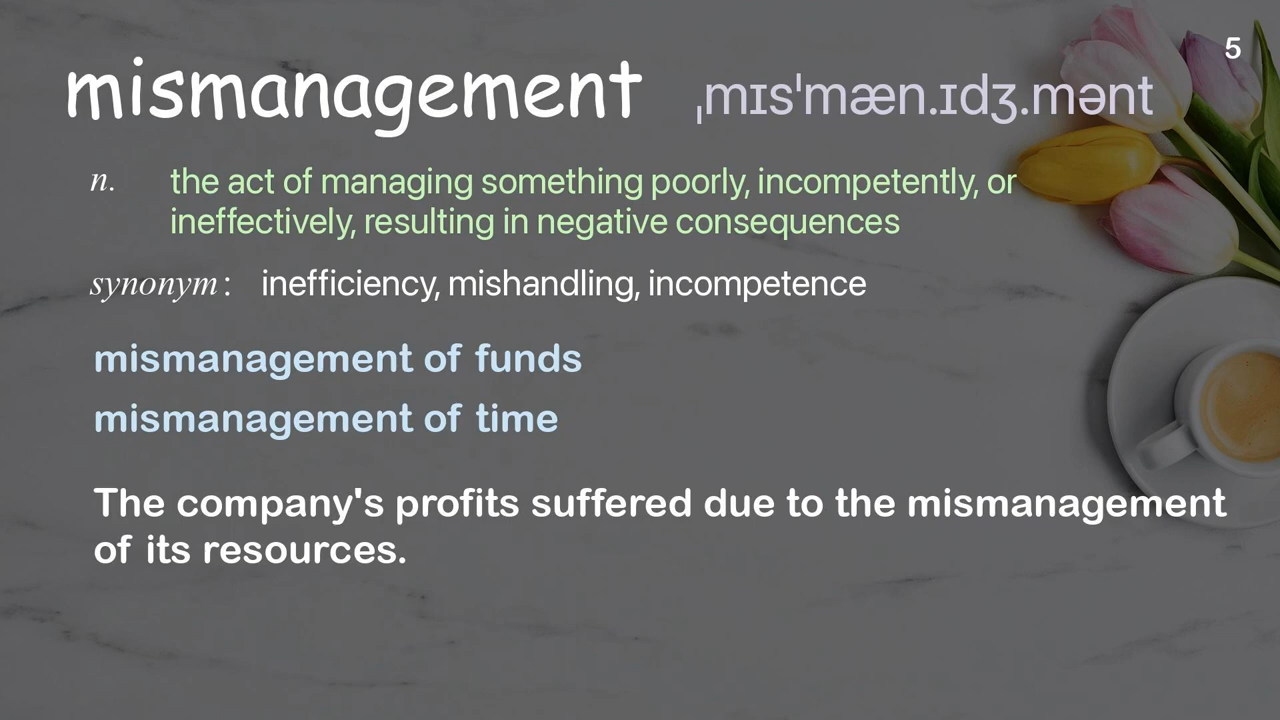 5
mismanagement ˌmɪsˈmæn.ɪdʒ.mənt
n. the act of managing something poorly, incompetently, or
ineffectively, resulting in negative consequences
synonym: inefficiency, mishandling, incompetence
mismanagement of funds
mismanagement of time
The company's profits suffered due to the mismanagement
of its resources.